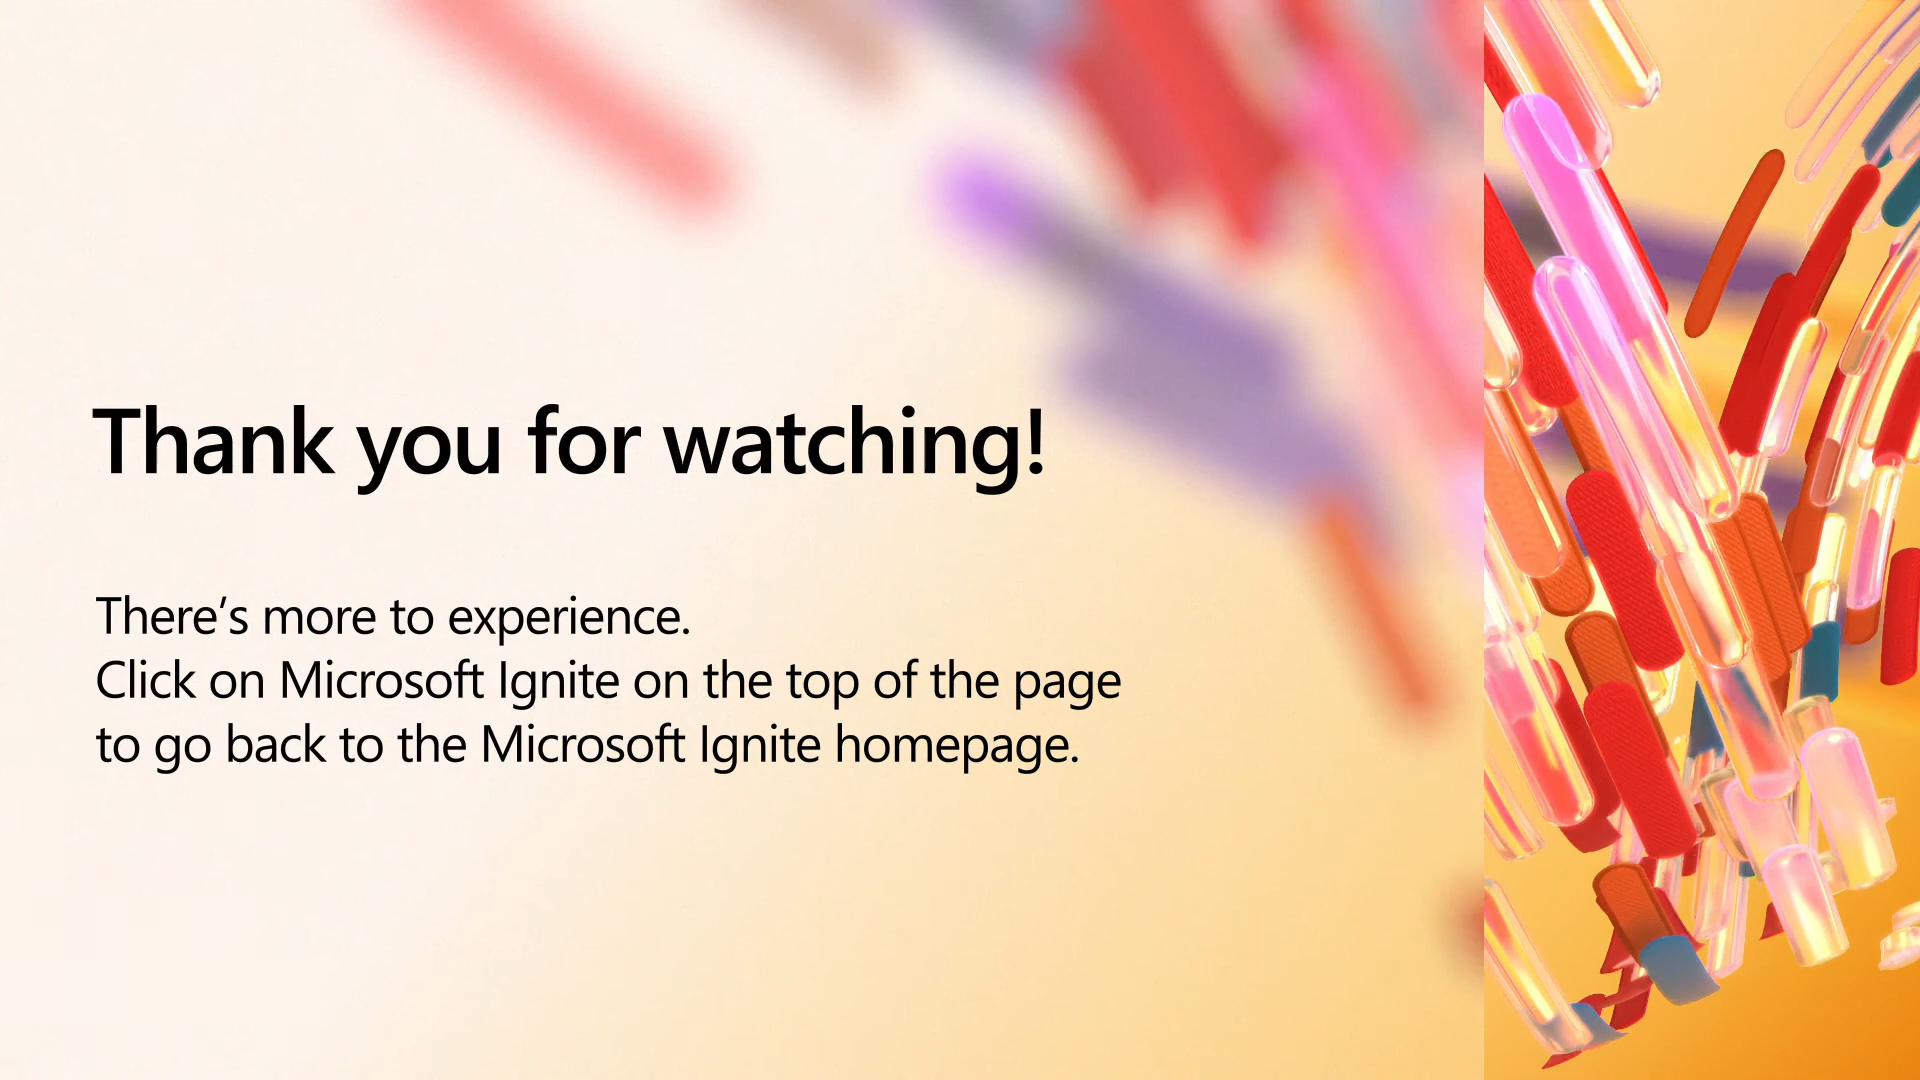 Thank you for watching!
There’s more to experience.
Click on Microsoft Ignite on the top of the page
to go back to the Microsoft Ignite homepage.